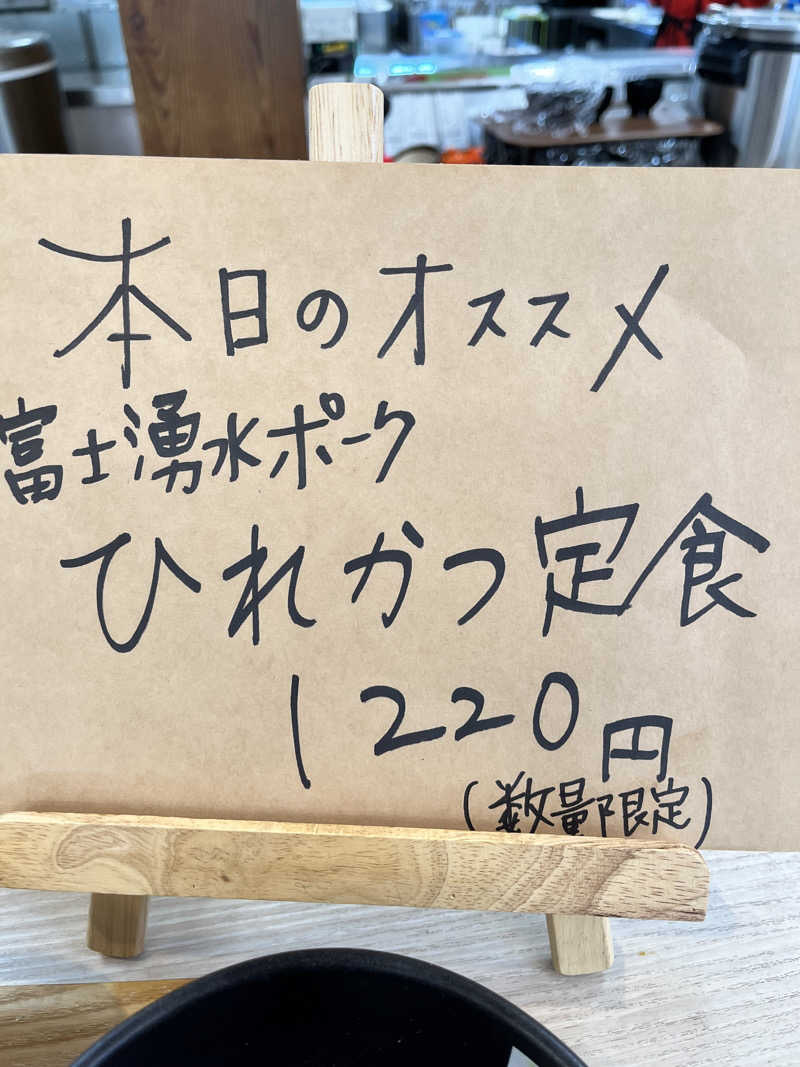 本日のオススメ
富士湧水ポーク
ひれかつ定食
1220円
(数量限定)